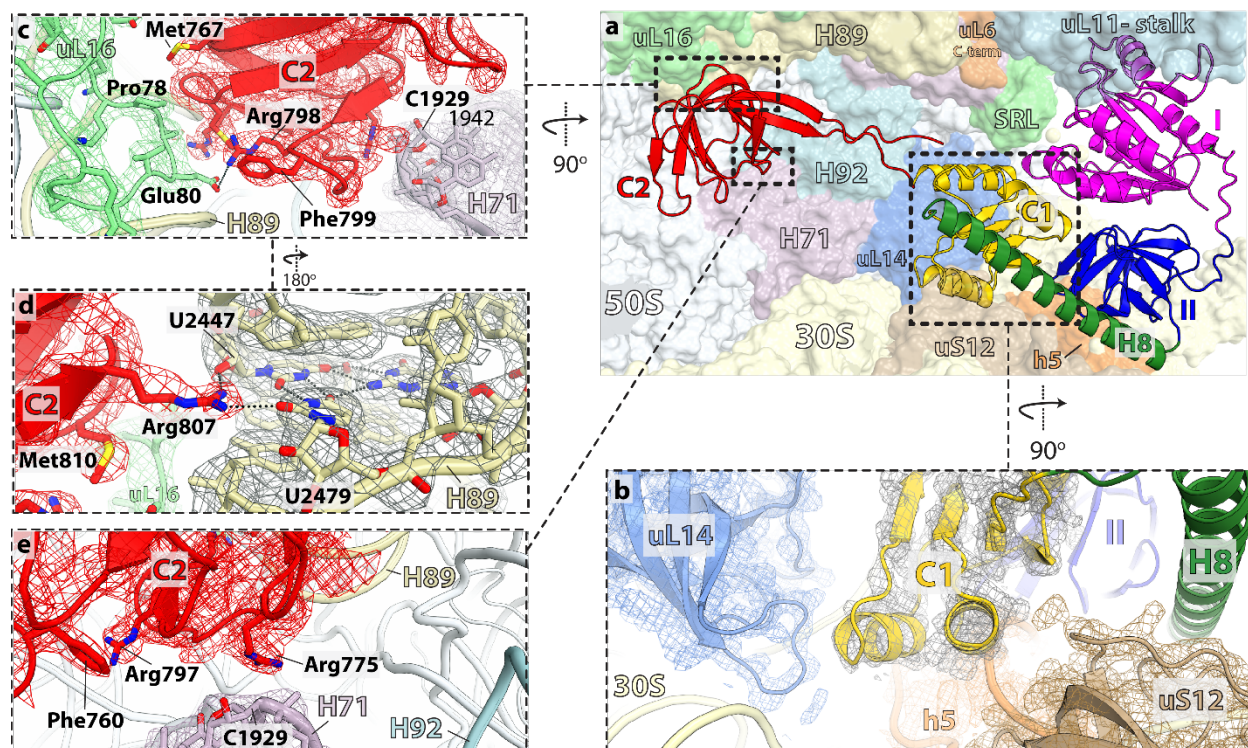 c
uL16
Met767
C2
Pro78
Arg798
C1929
1942
Glu80
H71
Phe799
H89
90°
180°
a
uL16
H89
uL6
C-term
uL11- stalk
SRL
I
C2
H92
C1
H71
uL14
II
50S
30S
uS12
h5
H8
90°
d
U2447
C2
Arg807
Met810
uL16
U2479
H89
e
C2
H89
Arg797
Arg775
Phe760
C1929
H71
H92
b
uL14
C1
II
H8
30S
h5
uS12